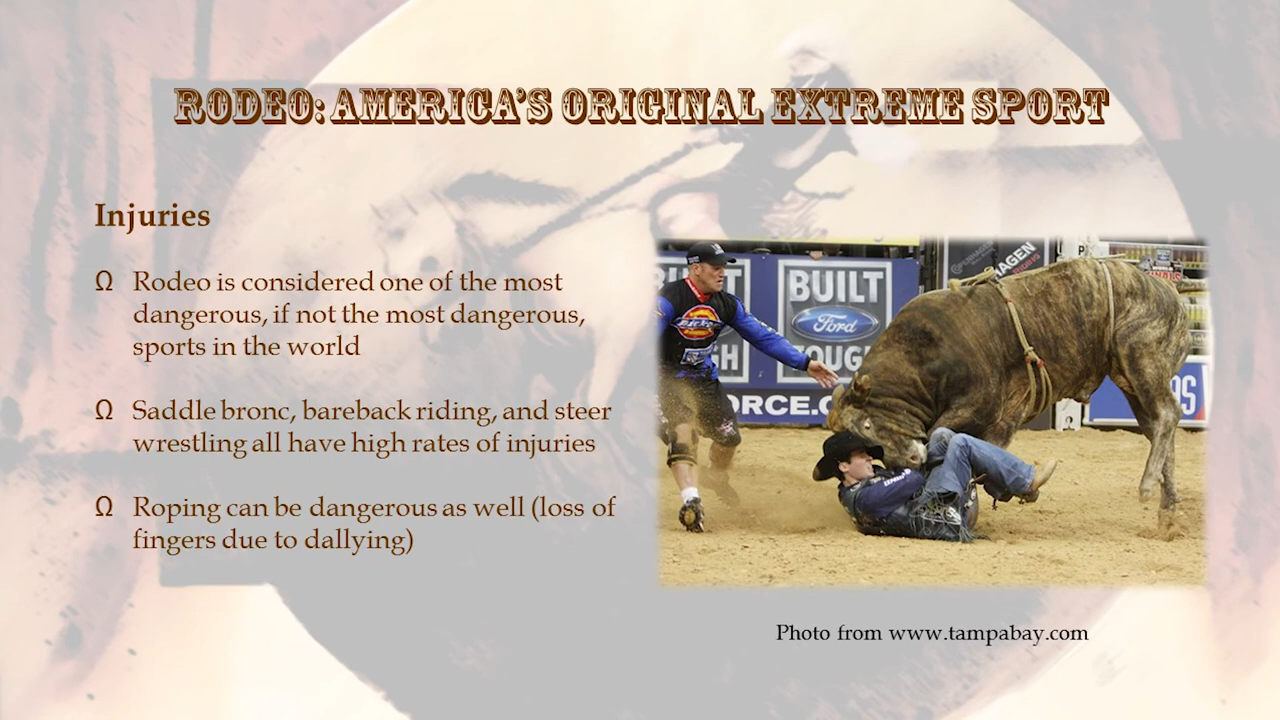 RODEO: AMERICA'S ORIGINAL EXTREME SPORT
Injuries
Ω Rodeo is considered one of the most
dangerous, if not the most dangerous,
sports in the world
Ω Saddle bronc, bareback riding, and steer
wrestling all have high rates of injuries
Ω Roping can be dangerous as well (loss of
fingers due to dallying)
BUILT
Ford
TOUGH
Dickies
Photo from www.tampabay.com